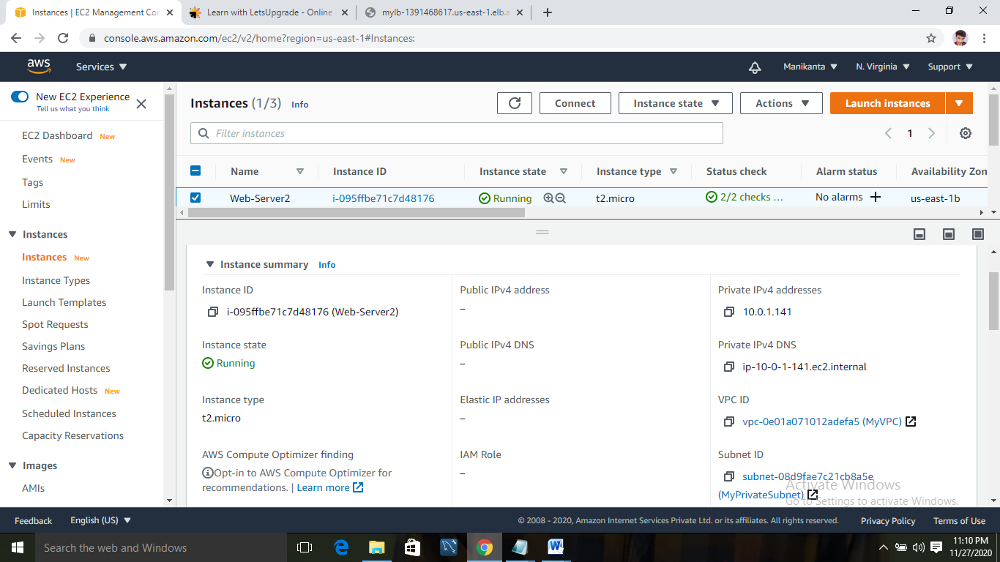 Instances | EC2 Management Con
Learn with LetsUpgrade - Online
mylb-1391468617.us-east-1.elb.a
console.aws.amazon.com/ec2/v2/home?region=us-east-1#Instances:
aws Services Manikanta N. Virginia Support
New EC2 Experience
Tell us what you think
EC2 Dashboard New
Events New
Tags
Limits
Instances
Instances New
Instance Types
Launch Templates
Spot Requests
Savings Plans
Reserved Instances
Dedicated Hosts New
Scheduled Instances
Capacity Reservations
Images
AMIs
Instances (1/3) Info
Connect Instance state Actions Launch instances
Filter instances
1
Name Instance ID Instance state Instance type Status check Alarm status Availability Zon
Web-Server2 i-095ffbe71c7d48176 Running t2.micro 2/2 checks ... No alarms us-east-1b
Instance summary Info
Instance ID
i-095ffbe71c7d48176 (Web-Server2)
Public IPv4 address
–
Private IPv4 addresses
10.0.1.141
Instance state
Running
Public IPv4 DNS
–
Private IPv4 DNS
ip-10-0-1-141.ec2.internal
Instance type
t2.micro
Elastic IP addresses
–
VPC ID
vpc-0e01a071012adefa5 (MyVPC)
AWS Compute Optimizer finding
Opt-in to AWS Compute Optimizer for
recommendations. | Learn more
IAM Role
–
Subnet ID
subnet-08d9fae7c21cb8a5e
(MyPrivateSubnet)
Activate Windows
Go to Settings to activate Windows.
Feedback English (US) © 2008 - 2020, Amazon Internet Services Private Ltd. or its affiliates. All rights reserved. Privacy Policy Terms of Use
Search the web and Windows
11:10 PM
11/27/2020